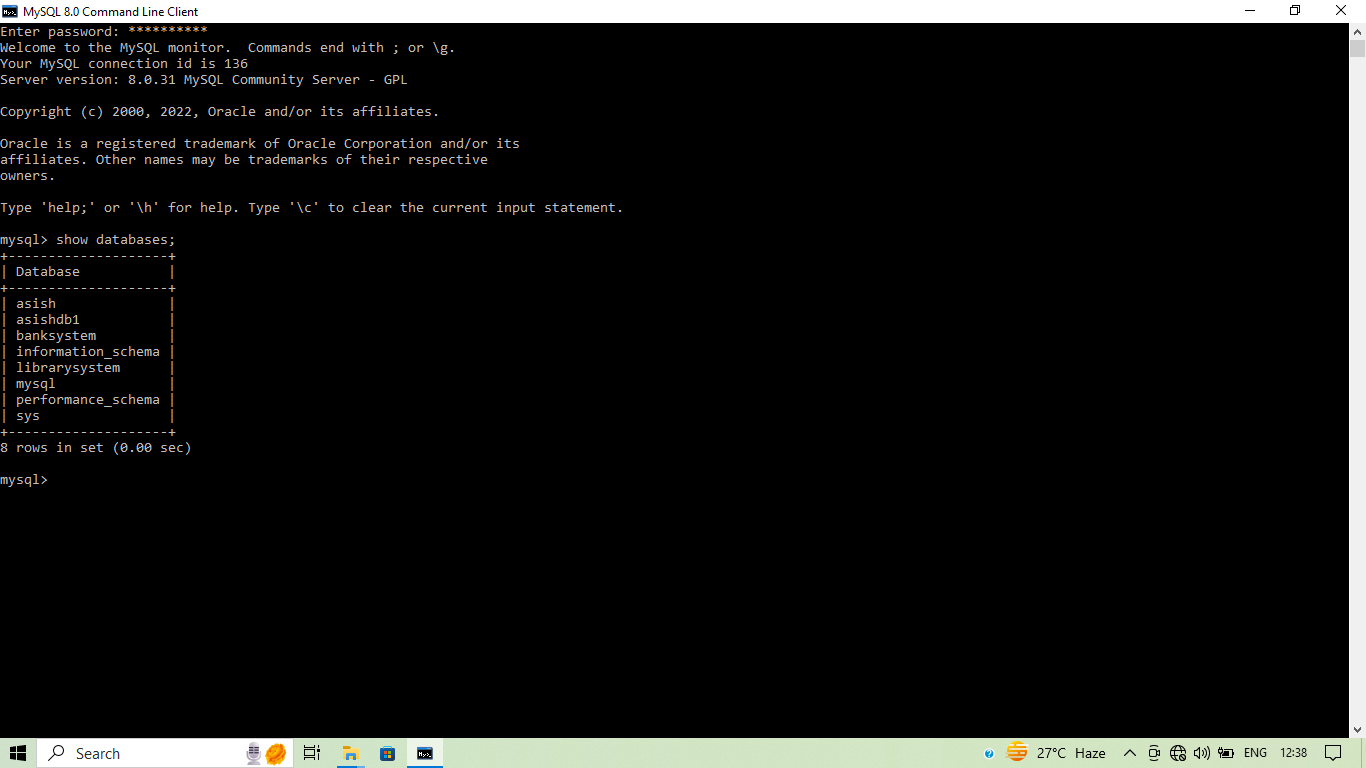 MySQL 8.0 Command Line Client
Enter password: **********
Welcome to the MySQL monitor.  Commands end with ; or \g.
Your MySQL connection id is 136
Server version: 8.0.31 MySQL Community Server - GPL
Copyright (c) 2000, 2022, Oracle and/or its affiliates.
Oracle is a registered trademark of Oracle Corporation and/or its
affiliates. Other names may be trademarks of their respective
owners.
Type 'help;' or '\h' for help. Type '\c' to clear the current input statement.
mysql> show databases;
+--------------------+
| Database           |
+--------------------+
| asish              |
| asishdb1           |
| banksystem         |
| information_schema |
| librarysystem      |
| mysql              |
| performance_schema |
| sys                |
+--------------------+
8 rows in set (0.00 sec)
mysql>
Search 27°C Haze ENG 12:38